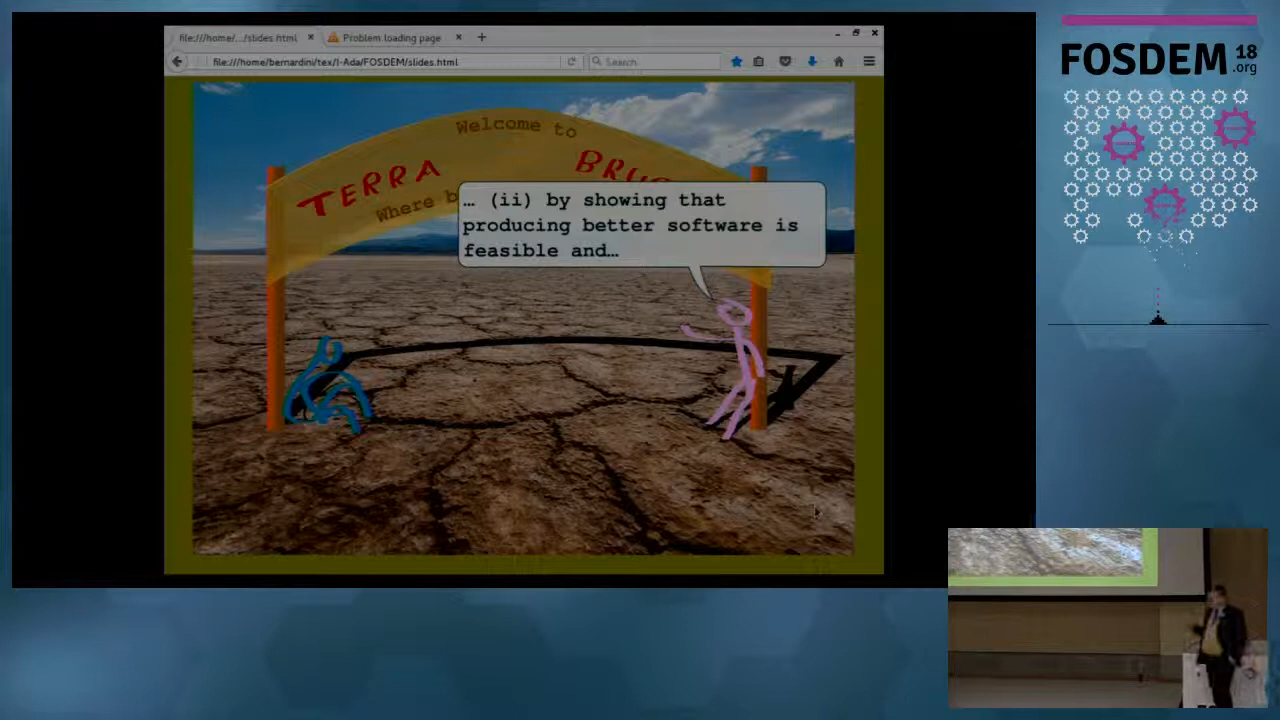 file:///home/.../slides.html
Problem loading page
file:///home/bernardini/tex/I-Ada/FOSDEM/slides.html
Search
Welcome to
TERRA
Where
… (ii) by showing that
producing better software is
feasible and…
FOSDEM 18
.org